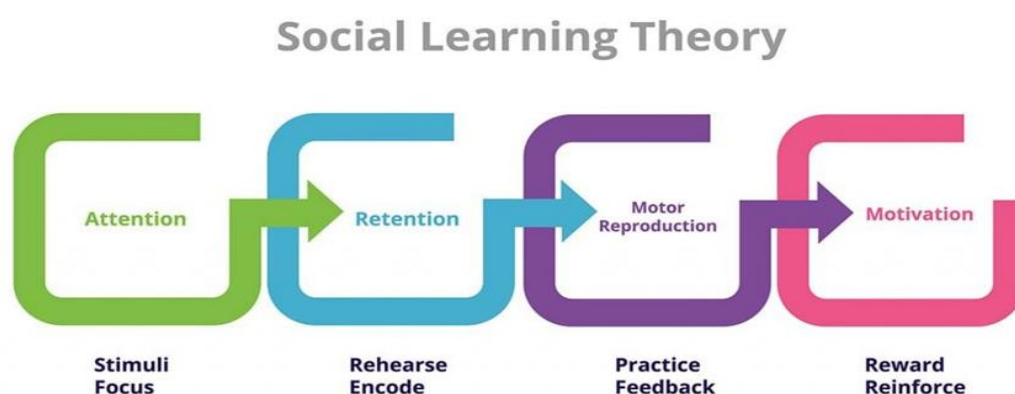 Social Learning Theory
Attention
Retention
Motor
Reproduction
Motivation
Stimuli
Focus
Rehearse
Encode
Practice
Feedback
Reward
Reinforce